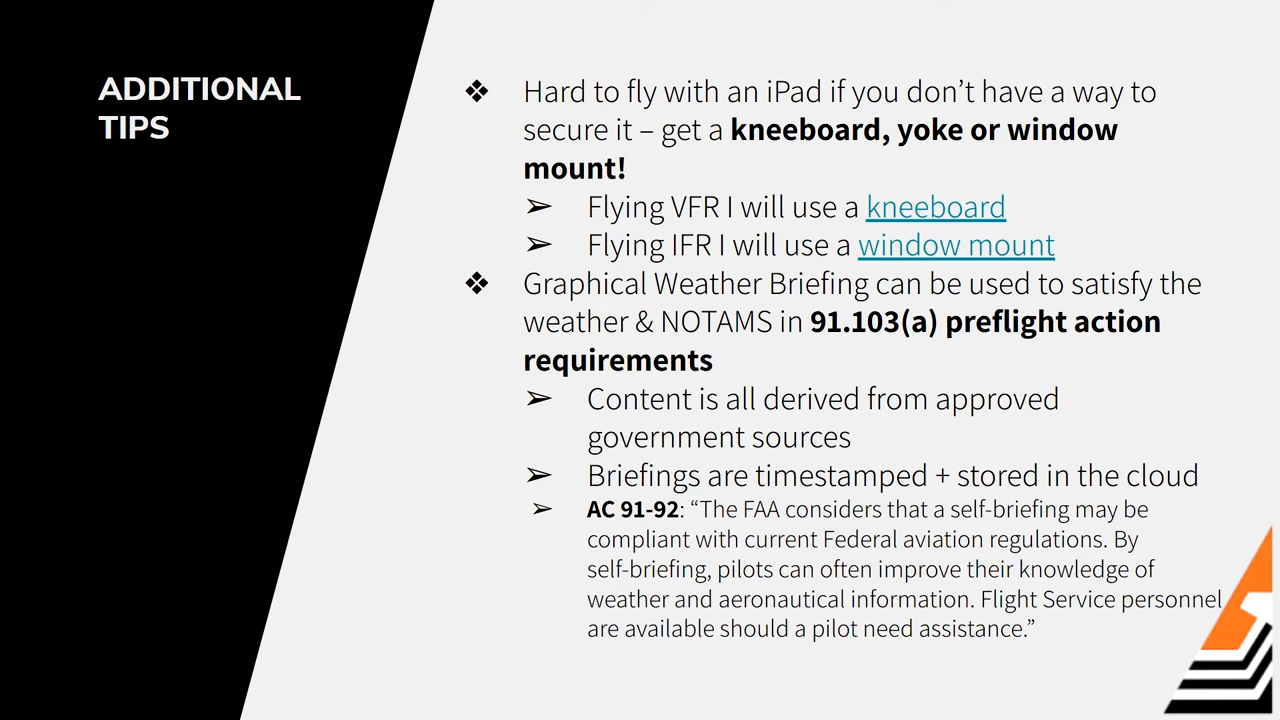 ADDITIONAL
TIPS
❖ Hard to fly with an iPad if you don’t have a way to
secure it – get a kneeboard, yoke or window
mount!
➢ Flying VFR I will use a kneeboard
➢ Flying IFR I will use a window mount
❖ Graphical Weather Briefing can be used to satisfy the
weather & NOTAMS in 91.103(a) preflight action
requirements
➢ Content is all derived from approved
government sources
➢ Briefings are timestamped + stored in the cloud
➢ AC 91-92: “The FAA considers that a self-briefing may be
compliant with current Federal aviation regulations. By
self-briefing, pilots can often improve their knowledge of
weather and aeronautical information. Flight Service personnel
are available should a pilot need assistance.”